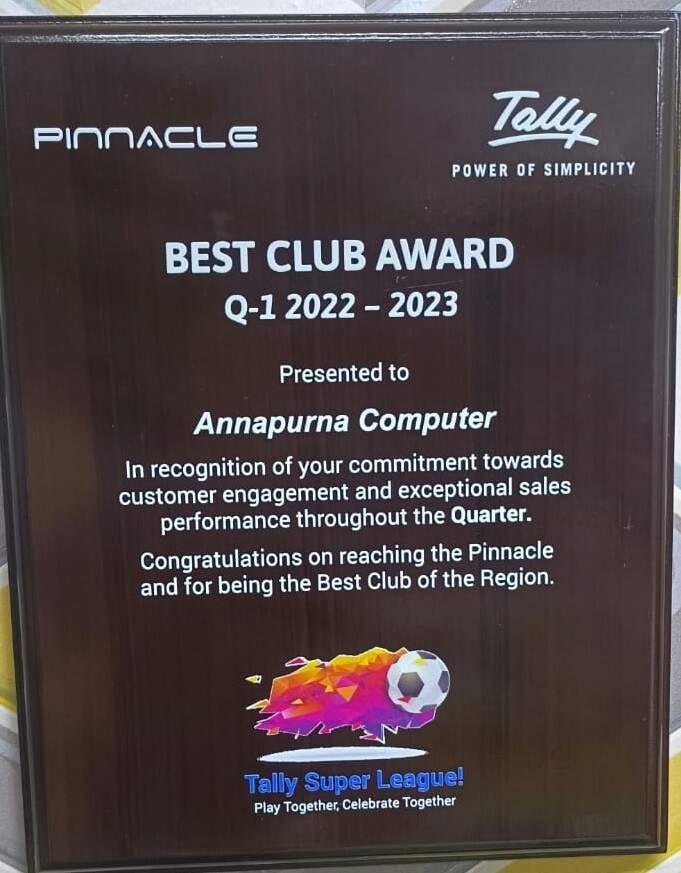 PINNACLE
Tally
POWER OF SIMPLICITY
BEST CLUB AWARD
Q-1 2022 – 2023
Presented to
Annapurna Computer
In recognition of your commitment towards
customer engagement and exceptional sales
performance throughout the Quarter.
Congratulations on reaching the Pinnacle
and for being the Best Club of the Region.
Tally Super League!
Play Together, Celebrate Together